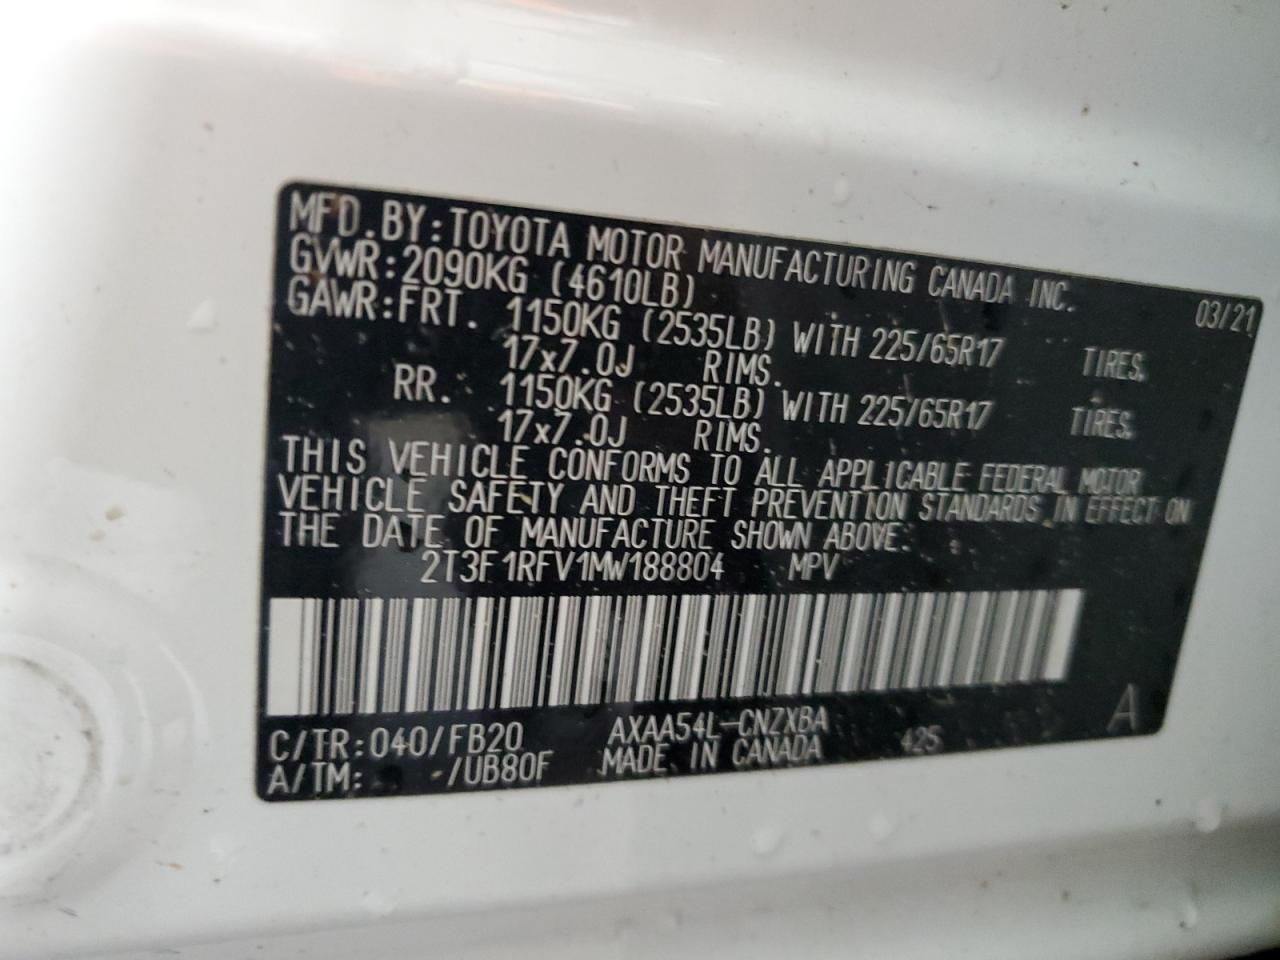 MFD.BY:TOYOTA MOTOR MANUFACTURING CANADA INC. 03/21
GVWR:2090KG (4610LB)
GAWR:FRT. 1150KG (2535LB) WITH 225/65R17 TIRES,
17x7.0J RIMS.
RR. 1150KG (2535LB) WITH 225/65R17 TIRES,
17x7.0J RIMS.
THIS VEHICLE CONFORMS TO ALL APPLICABLE FEDERAL MOTOR
VEHICLE SAFETY AND THEFT PREVENTION STANDARDS IN EFFECT ON
THE DATE OF MANUFACTURE SHOWN ABOVE.
2T3F1RFV1MW188804 MPV
C/TR:040/FB20 AXAA54L-CNZXBA A
A/TM: -/UB80F MADE IN CANADA 425